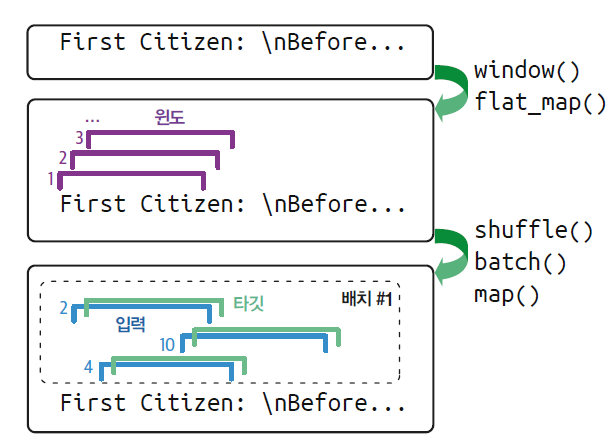 First Citizen: \nBefore...
window()
flat_map()
... 윈도
3
2
1
First Citizen: \nBefore...
shuffle()
batch()
map()
배치 #1
2 타깃
입력
10
4
First Citizen: \nBefore...